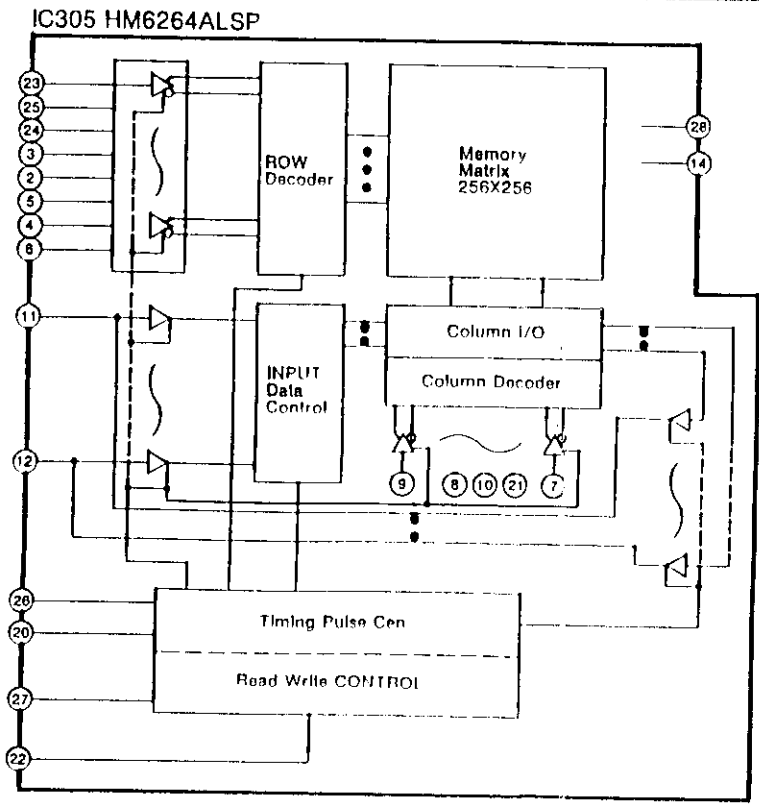 IC305 HM6264ALSP
23
25
24
3
2
5
4
6
ROW
Decoder
Memory
Matrix
256X256
28
14
11
INPUT
Data
Control
Column I/O
Column Decoder
12
9
8
10
21
7
26
20
27
22
Timing Pulse Cen
Read Write CONTROL